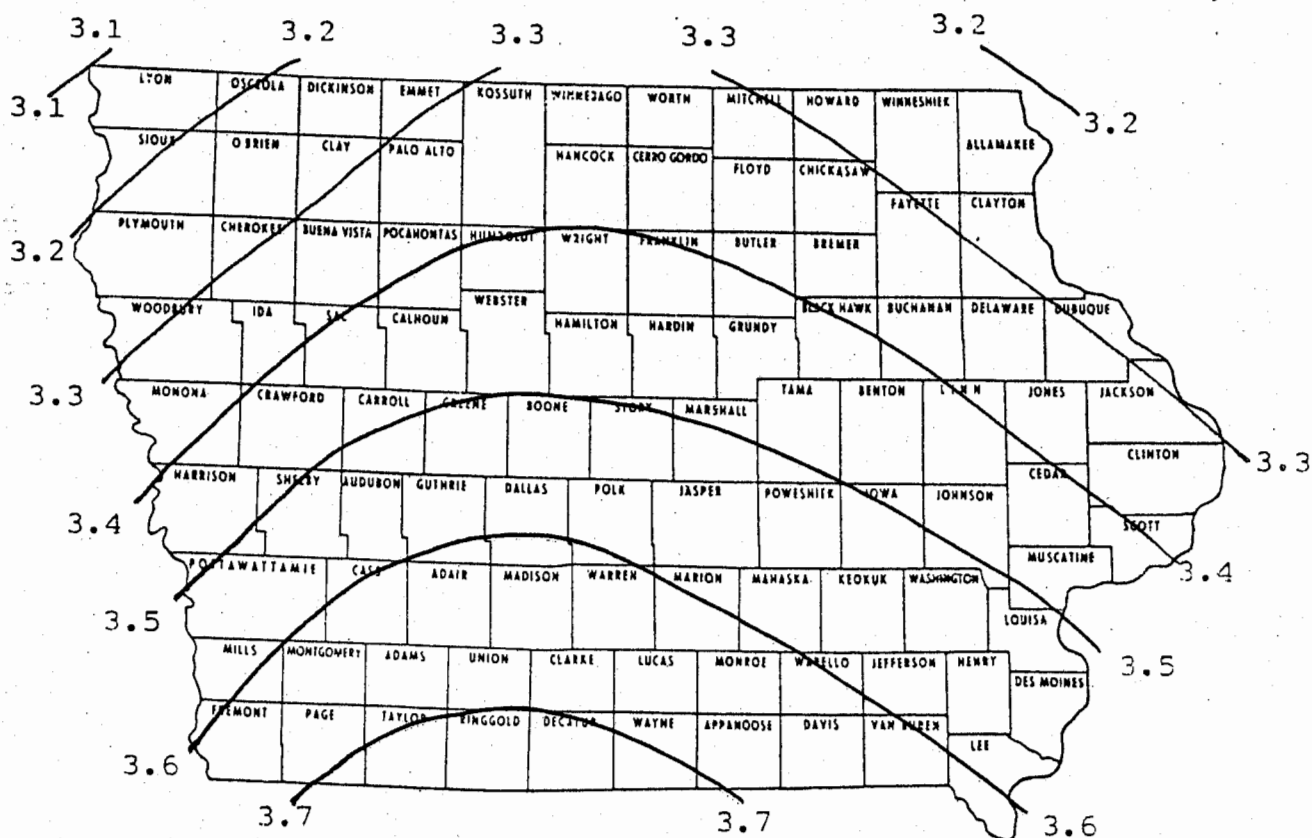 3.1 3.2 3.3 3.3 3.2
LYON OSCEOLA DICKINSON EMMET KOSSUTH WINNEBAGO WORTH MITCHELL HOWARD WINNESHIEK
3.1 3.2
SIOUX O BRIEN CLAY PALO ALTO HANCOCK CERRO GORDO FLOYD CHICKASAW ALLAMAKEE
FAYETTE CLAYTON
PLYMOUTH CHEROKEE BUENA VISTA POCAHONTAS HUMBOLDT WRIGHT FRANKLIN BUTLER BREMER
3.2
WOODBURY IDA SAC CALHOUN WEBSTER HAMILTON HARDIN GRUNDY BLACK HAWK BUCHANAN DELAWARE DUBUQUE
3.3 MONONA CRAWFORD CARROLL GREENE BOONE STORY MARSHALL TAMA BENTON LINN JONES JACKSON
CLINTON 3.3
HARRISON SHELBY AUDUBON GUTHRIE DALLAS POLK JASPER POWESHIEK IOWA JOHNSON CEDAR
3.4 SCOTT
MUSCATINE
POTTAWATTAMIE CASS ADAIR MADISON WARREN MARION MAHASKA KEOKUK WASHINGTON 3.4
3.5 LOUISA
MILLS MONTGOMERY ADAMS UNION CLARKE LUCAS MONROE WAPELLO JEFFERSON HENRY 3.5
DES MOINES
FREMONT PAGE TAYLOR RINGGOLD DECATUR WAYNE APPANOOSE DAVIS VAN BUREN
LEE
3.6
3.7 3.7 3.6